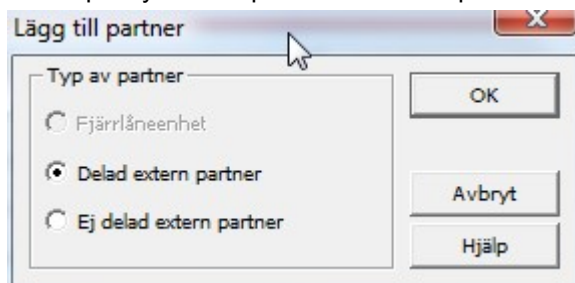 Lägg till partner
Typ av partner
Fjärrlåneenhet
Delad extern partner
Ej delad extern partner
OK
Avbryt
Hjälp